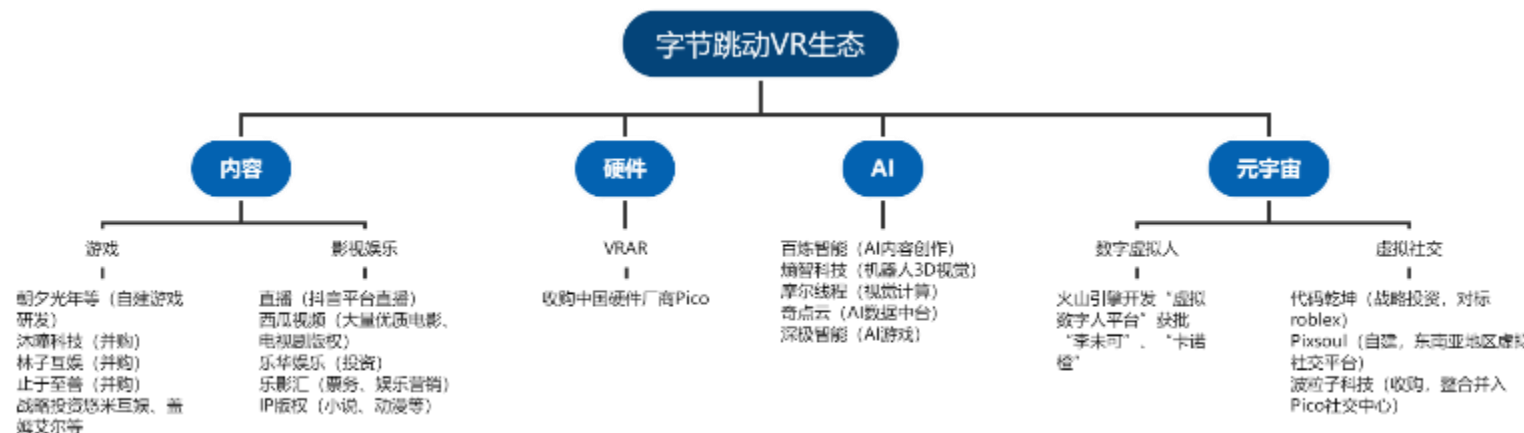 字节跳动VR生态
内容
硬件
AI
元宇宙
游戏
影视娱乐
VRAR
数字虚拟人
虚拟社交
朝夕光年等（自建游戏
研发）
沐瞳科技（并购）
林子互娱（并购）
止于至善（并购）
战略投资悠米互娱、盖
姆艾尔等
直播（抖音平台直播）
西瓜视频（大量优质电影、
电视剧版权）
乐华娱乐（投资）
乐影汇（票务、娱乐营销）
IP版权（小说、动漫等）
收购中国硬件厂商Pico
百炼智能（AI内容创作）
熵智科技（机器人3D视觉）
摩尔线程（视觉计算）
奇点云（AI数据中台）
深极智能（AI游戏）
火山引擎开发“虚拟
数字人平台”获批
“李未可”、“卡诺
橙”
代码乾坤（战略投资，对标
roblex）
Pixsoul（自建，东南亚地区虚拟
社交平台）
波粒子科技（收购，整合并入
Pico社交中心）